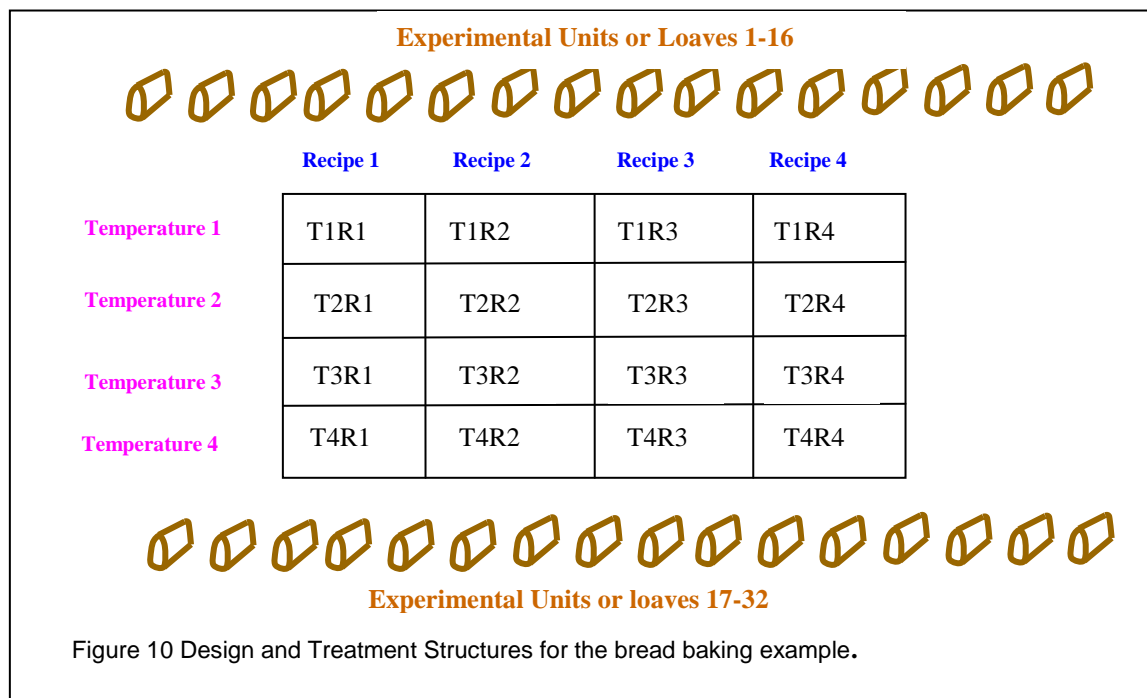 Experimental Units or Loaves 1-16
Recipe 1 Recipe 2 Recipe 3 Recipe 4
Temperature 1 T1R1 T1R2 T1R3 T1R4
Temperature 2 T2R1 T2R2 T2R3 T2R4
Temperature 3 T3R1 T3R2 T3R3 T3R4
Temperature 4 T4R1 T4R2 T4R3 T4R4
Experimental Units or loaves 17-32
Figure 10 Design and Treatment Structures for the bread baking example.